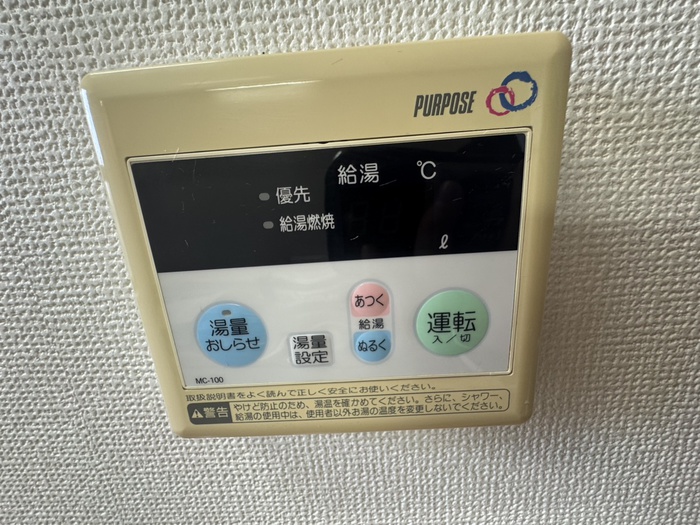 PURPOSE
給湯 ℃
優先
給湯燃焼
ℓ
湯量
おしらせ
湯量
設定
あつく
給湯
ぬるく
運転
入/切
MC-100
取扱説明書をよく読んで正しく安全にお使いください。
警告
やけど防止のため、湯温を確かめてください。さらに、シャワー、
給湯の使用中は、使用者以外お湯の温度を変更しないでください。